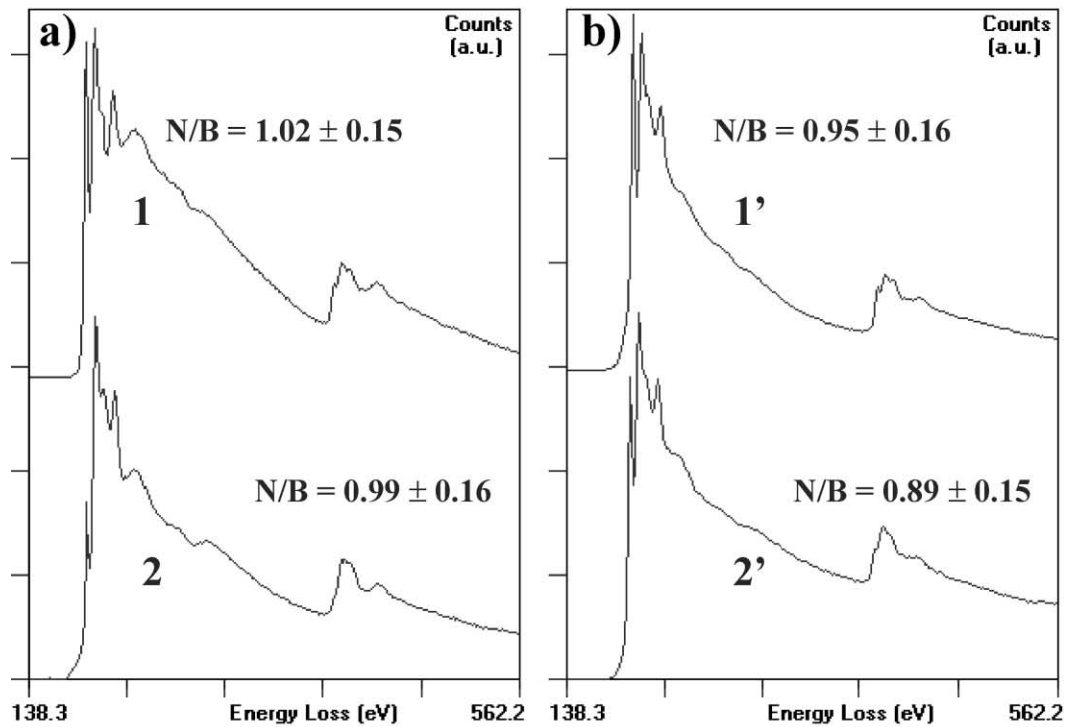 a)
Counts
(a.u.)
N/B = 1.02 ± 0.15
1
N/B = 0.99 ± 0.16
2
138.3 Energy Loss (eV) 562.2
b)
Counts
(a.u.)
N/B = 0.95 ± 0.16
1’
N/B = 0.89 ± 0.15
2’
138.3 Energy Loss (eV) 562.2